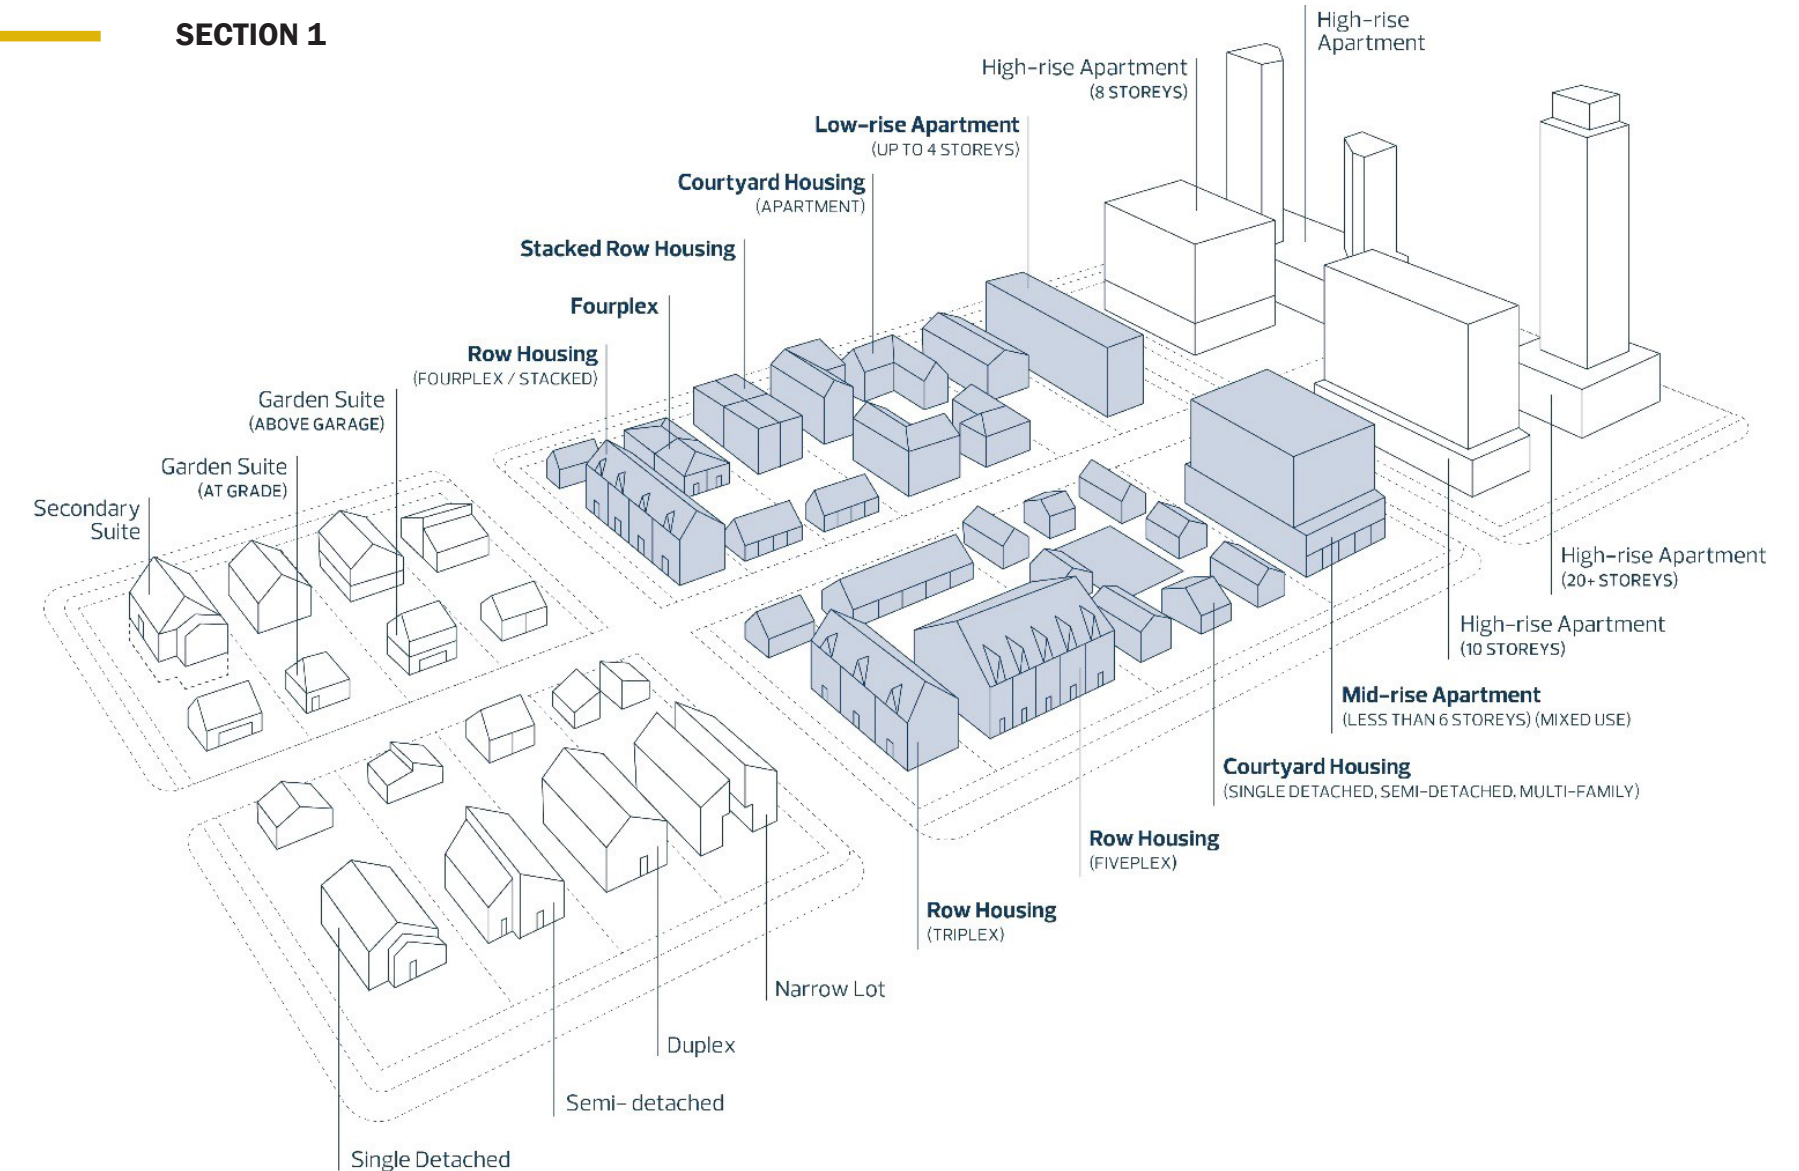 SECTION 1
High-rise
Apartment
High-rise Apartment
(8 STOREYS)
Low-rise Apartment
(UP TO 4 STOREYS)
Courtyard Housing
(APARTMENT)
Stacked Row Housing
Fourplex
Row Housing
(FOURPLEX / STACKED)
Garden Suite
(ABOVE GARAGE)
Garden Suite
(AT GRADE)
Secondary
Suite
High-rise Apartment
(20+ STOREYS)
High-rise Apartment
(10 STOREYS)
Mid-rise Apartment
(LESS THAN 6 STOREYS) (MIXED USE)
Courtyard Housing
(SINGLE DETACHED, SEMI-DETACHED, MULTI-FAMILY)
Row Housing
(FIVEPLEX)
Row Housing
(TRIPLEX)
Narrow Lot
Duplex
Semi- detached
Single Detached